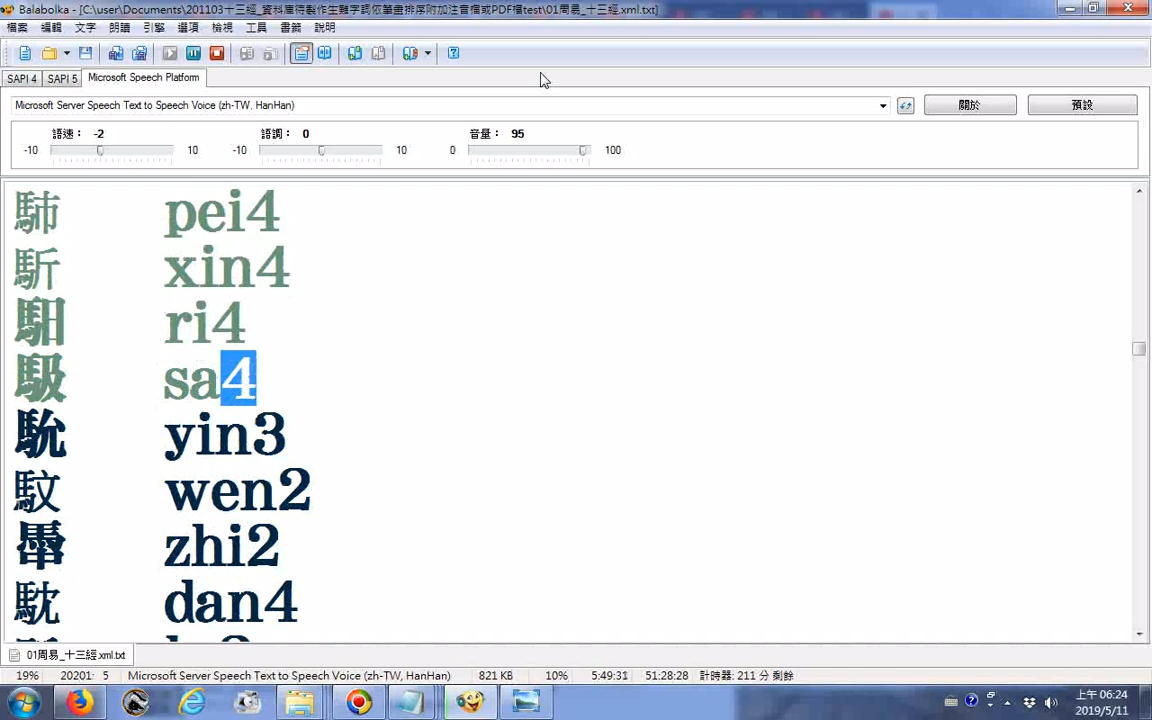 Balabolka - [C:\user\Documents\201103十三經_資料庫待製作生難字詞依筆畫排序附加注音檔或PDF檔test\01周易_十三經.xml.txt]
檔案 編輯 文字 朗讀 引擎 選項 檢視 工具 書籤 說明
SAPI 4 SAPI 5 Microsoft Speech Platform
Microsoft Server Speech Text to Speech Voice (zh-TW, HanHan) 關於 預設
語速： -2 語調： 0 音量： 95
-10 10 -10 10 0 100
pei4
xin4
馹 ri4
馺 sa4
馻 yin3
馼 wen2
zhi2
dan4
01周易_十三經.xml.txt
19% 20201: 5 Microsoft Server Speech Text to Speech Voice (zh-TW, HanHan) 821 KB 10% 5:49:31 51:28:28 計時器: 211 分 剩餘
上午 06:24
2019/5/11